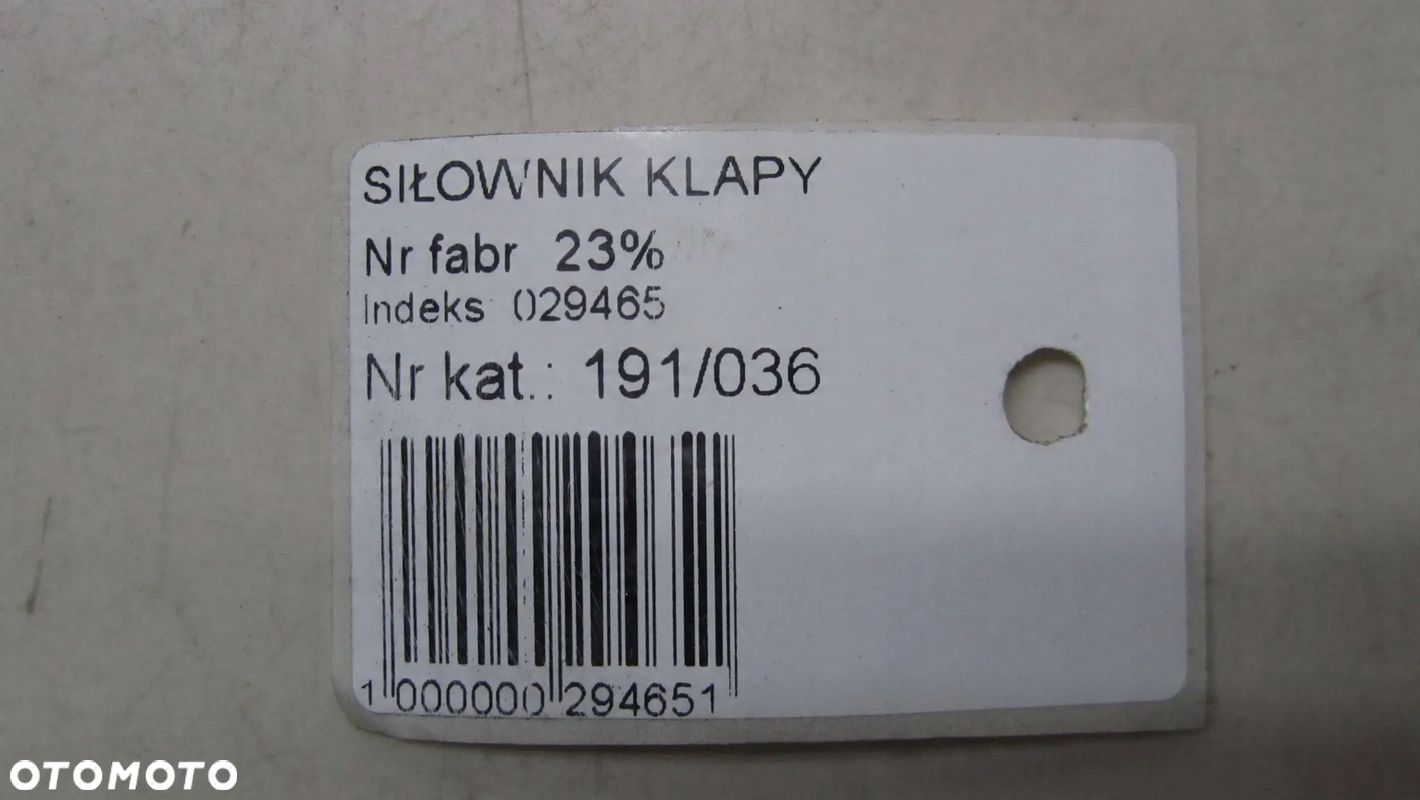 SIŁOWNIK KLAPY
Nr fabr 23%
Indeks 029465
Nr kat.: 191/036
1 000000 294651
OTOMOTO